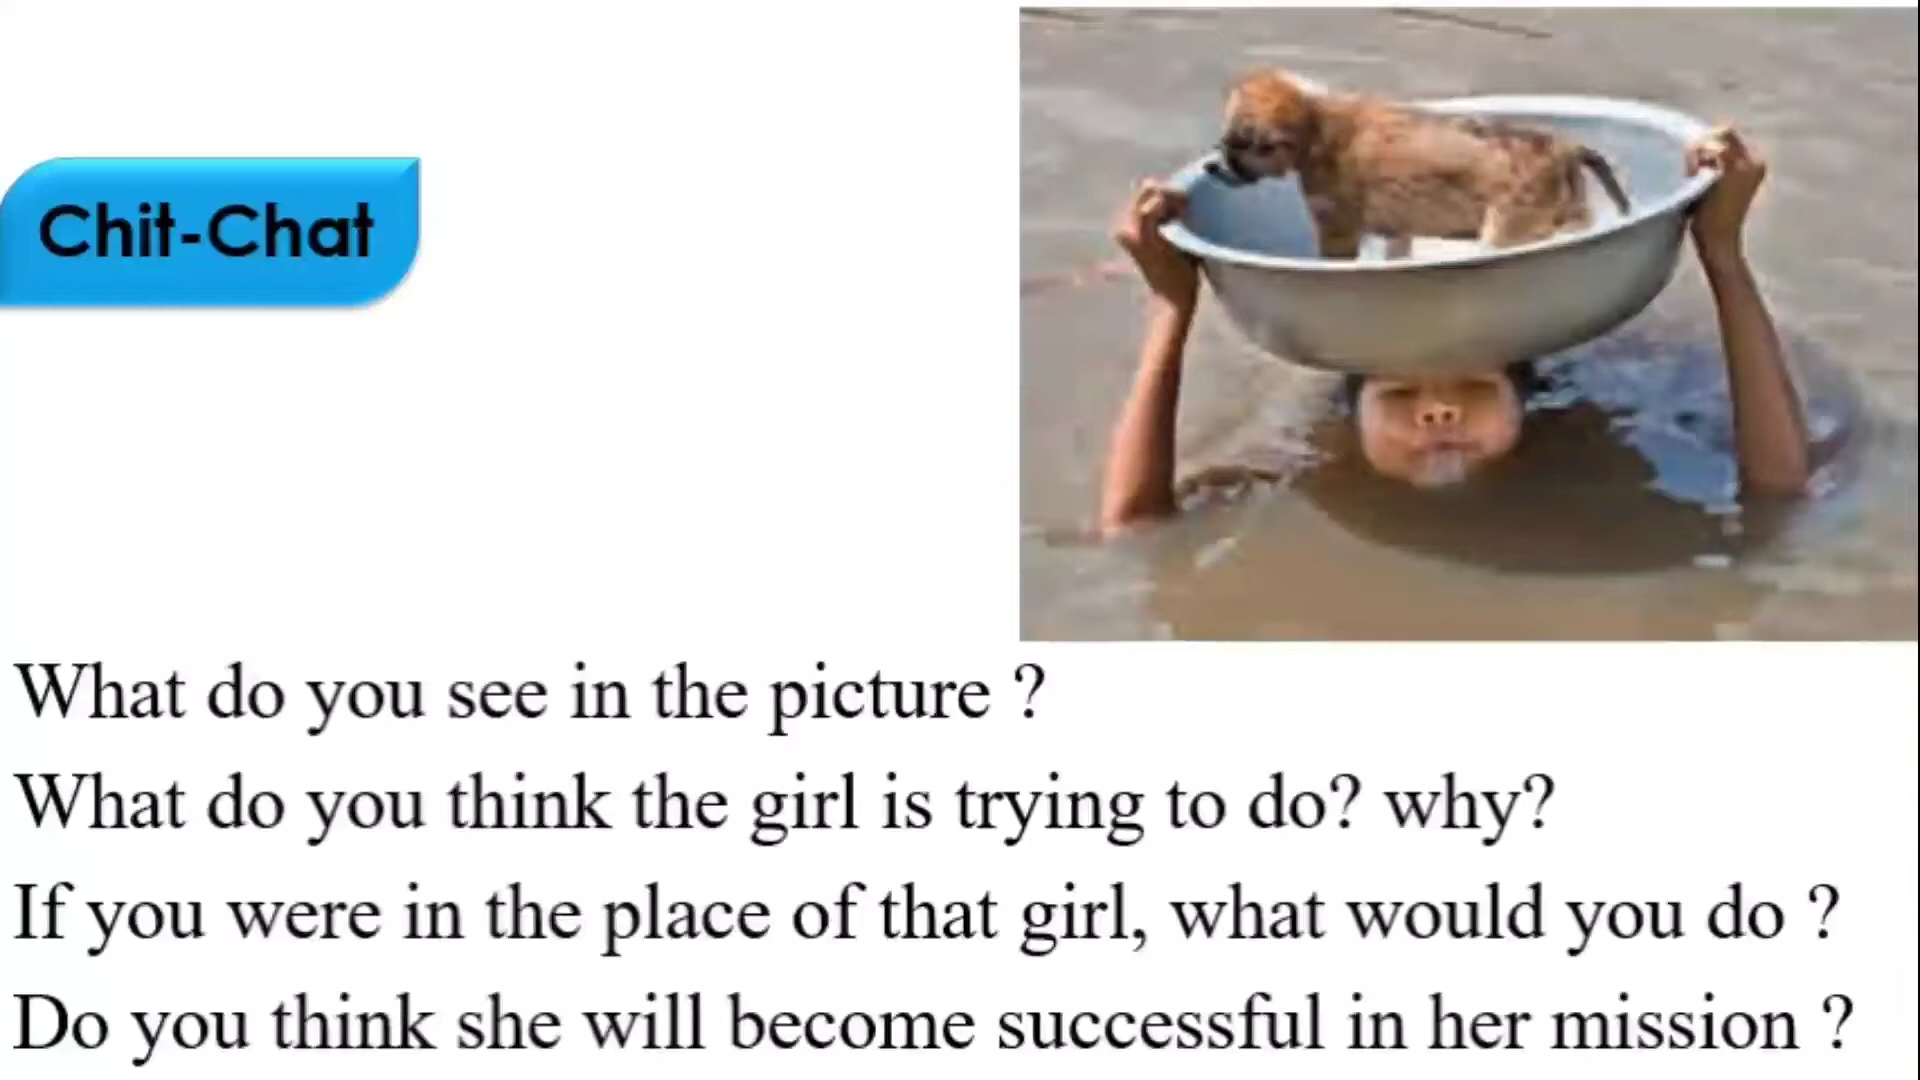 Chit-Chat
What do you see in the picture ?
What do you think the girl is trying to do? why?
If you were in the place of that girl, what would you do ?
Do you think she will become successful in her mission ?